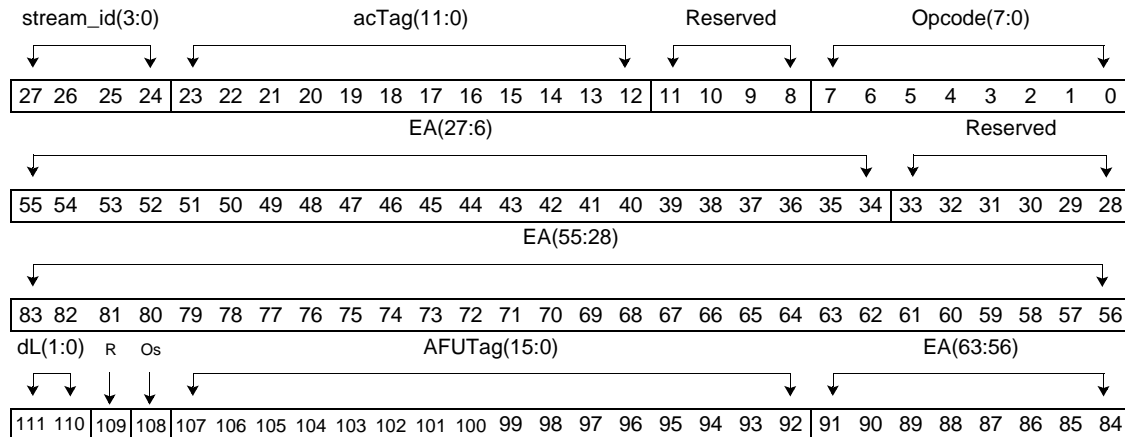 stream_id(3:0) acTag(11:0) Reserved Opcode(7:0)
27 26 25 24 23 22 21 20 19 18 17 16 15 14 13 12 11 10 9 8 7 6 5 4 3 2 1 0
EA(27:6) Reserved
55 54 53 52 51 50 49 48 47 46 45 44 43 42 41 40 39 38 37 36 35 34 33 32 31 30 29 28
EA(55:28)
83 82 81 80 79 78 77 76 75 74 73 72 71 70 69 68 67 66 65 64 63 62 61 60 59 58 57 56
dL(1:0) R Os AFUTag(15:0) EA(63:56)
111 110 109 108 107 106 105 104 103 102 101 100 99 98 97 96 95 94 93 92 91 90 89 88 87 86 85 84